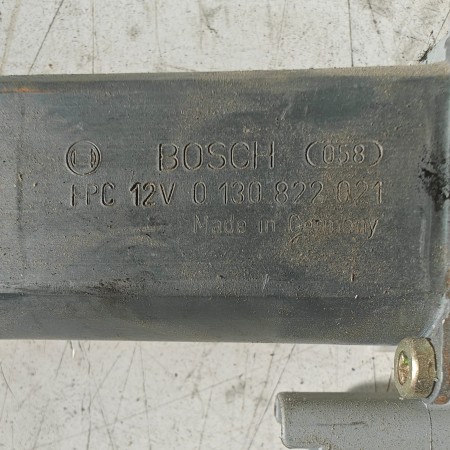 BOSCH (058)
FPC 12V 0 130 822 021
Made in Germany